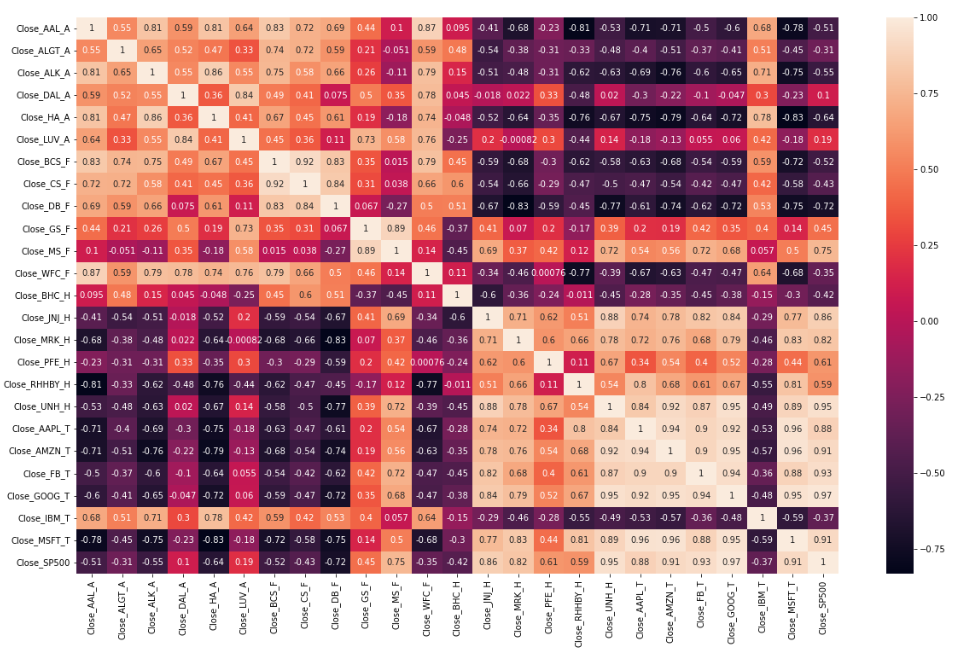 Close_AAL_A 1 0.55 0.81 0.59 0.81 0.64 0.83 0.72 0.69 0.44 0.1 0.87 0.095 -0.41 -0.68 -0.23 -0.81 -0.53 -0.71 -0.71 -0.5 -0.6 0.68 -0.78 -0.51
Close_ALGT_A 0.55 1 0.65 0.52 0.47 0.33 0.74 0.72 0.59 0.21 -0.051 0.59 0.48 -0.54 -0.38 -0.31 -0.33 -0.48 -0.4 -0.51 -0.37 -0.41 0.51 -0.45 -0.31
Close_ALK_A 0.81 0.65 1 0.55 0.86 0.55 0.75 0.58 0.66 0.26 -0.11 0.79 0.15 -0.51 -0.48 -0.31 -0.62 -0.63 -0.69 -0.76 -0.6 -0.65 0.71 -0.75 -0.55
Close_DAL_A 0.59 0.52 0.55 1 0.36 0.84 0.49 0.41 0.075 0.5 0.35 0.78 0.045 -0.018 0.022 0.33 -0.48 0.02 -0.3 -0.22 -0.1 -0.047 0.3 -0.23 0.1
Close_HA_A 0.81 0.47 0.86 0.36 1 0.41 0.67 0.45 0.61 0.19 -0.18 0.74 -0.048 -0.52 -0.64 -0.35 -0.76 -0.67 -0.75 -0.79 -0.64 -0.72 0.78 -0.83 -0.64
Close_LUV_A 0.64 0.33 0.55 0.84 0.41 1 0.45 0.36 0.11 0.73 0.58 0.76 -0.25 0.2 -0.00082 0.3 -0.44 0.14 -0.18 -0.13 0.055 0.06 0.42 -0.18 0.19
Close_BCS_F 0.83 0.74 0.75 0.49 0.67 0.45 1 0.92 0.83 0.35 0.015 0.79 0.45 -0.59 -0.68 -0.3 -0.62 -0.58 -0.63 -0.68 -0.54 -0.59 0.59 -0.72 -0.52
Close_CS_F 0.72 0.72 0.58 0.41 0.45 0.36 0.92 1 0.84 0.31 0.038 0.66 0.6 -0.54 -0.66 -0.29 -0.47 -0.5 -0.47 -0.54 -0.42 -0.47 0.42 -0.58 -0.43
Close_DB_F 0.69 0.59 0.66 0.075 0.61 0.11 0.83 0.84 1 0.067 -0.27 0.5 0.51 -0.67 -0.83 -0.59 -0.45 -0.77 -0.61 -0.74 -0.62 -0.72 0.53 -0.75 -0.72
Close_GS_F 0.44 0.21 0.26 0.5 0.19 0.73 0.35 0.31 0.067 1 0.89 0.46 -0.37 0.41 0.07 0.2 -0.17 0.39 0.2 0.19 0.42 0.35 0.4 0.14 0.45
Close_MS_F 0.1 -0.051 -0.11 0.35 -0.18 0.58 0.015 0.038 -0.27 0.89 1 0.14 -0.45 0.69 0.37 0.42 0.12 0.72 0.54 0.56 0.72 0.68 0.057 0.5 0.75
Close_WFC_F 0.87 0.59 0.79 0.78 0.74 0.76 0.79 0.66 0.5 0.46 0.14 1 0.11 -0.34 -0.46 0.00076 -0.77 -0.39 -0.67 -0.63 -0.47 -0.47 0.64 -0.68 -0.35
Close_BHC_H 0.095 0.48 0.15 0.045 -0.048 -0.25 0.45 0.6 0.51 -0.37 -0.45 0.11 1 -0.6 -0.36 -0.24 -0.011 -0.45 -0.28 -0.35 -0.45 -0.38 -0.15 -0.3 -0.42
Close_JNJ_H -0.41 -0.54 -0.51 -0.018 -0.52 0.2 -0.59 -0.54 -0.67 0.41 0.69 -0.34 -0.6 1 0.71 0.62 0.51 0.88 0.74 0.78 0.82 0.84 -0.29 0.77 0.86
Close_MRK_H -0.68 -0.38 -0.48 0.022 -0.64 -0.00082 -0.68 -0.66 -0.83 0.07 0.37 -0.46 -0.36 0.71 1 0.6 0.66 0.78 0.72 0.76 0.68 0.79 -0.46 0.83 0.82
Close_PFE_H -0.23 -0.31 -0.31 0.33 -0.35 0.3 -0.3 -0.29 -0.59 0.2 0.42 0.00076 -0.24 0.62 0.6 1 0.11 0.67 0.34 0.54 0.4 0.52 -0.28 0.44 0.61
Close_RHHBY_H -0.81 -0.33 -0.62 -0.48 -0.76 -0.44 -0.62 -0.47 -0.45 -0.17 0.12 -0.77 -0.011 0.51 0.66 0.11 1 0.54 0.8 0.68 0.61 0.67 -0.55 0.81 0.59
Close_UNH_H -0.53 -0.48 -0.63 0.02 -0.67 0.14 -0.58 -0.5 -0.77 0.39 0.72 -0.39 -0.45 0.88 0.78 0.67 0.54 1 0.84 0.92 0.87 0.95 -0.49 0.89 0.95
Close_AAPL_T -0.71 -0.4 -0.69 -0.3 -0.75 -0.18 -0.63 -0.47 -0.61 0.2 0.54 -0.67 -0.28 0.74 0.72 0.34 0.8 0.84 1 0.94 0.9 0.92 -0.53 0.96 0.88
Close_AMZN_T -0.71 -0.51 -0.76 -0.22 -0.79 -0.13 -0.68 -0.54 -0.74 0.19 0.56 -0.63 -0.35 0.78 0.76 0.54 0.68 0.92 0.94 1 0.9 0.95 -0.57 0.96 0.91
Close_FB_T -0.5 -0.37 -0.6 -0.1 -0.64 0.055 -0.54 -0.42 -0.62 0.42 0.72 -0.47 -0.45 0.82 0.68 0.4 0.61 0.87 0.9 0.9 1 0.94 -0.36 0.88 0.93
Close_GOOG_T -0.6 -0.41 -0.65 -0.047 -0.72 0.06 -0.59 -0.47 -0.72 0.35 0.68 -0.47 -0.38 0.84 0.79 0.52 0.67 0.95 0.92 0.95 0.94 1 -0.48 0.95 0.97
Close_IBM_T 0.68 0.51 0.71 0.3 0.78 0.42 0.59 0.42 0.53 0.4 0.057 0.64 -0.15 -0.29 -0.46 -0.28 -0.55 -0.49 -0.53 -0.57 -0.36 -0.48 1 -0.59 -0.37
Close_MSFT_T -0.78 -0.45 -0.75 -0.23 -0.83 -0.18 -0.72 -0.58 -0.75 0.14 0.5 -0.68 -0.3 0.77 0.83 0.44 0.81 0.89 0.96 0.96 0.88 0.95 -0.59 1 0.91
Close_SP500 -0.51 -0.31 -0.55 0.1 -0.64 0.19 -0.52 -0.43 -0.72 0.45 0.75 -0.35 -0.42 0.86 0.82 0.61 0.59 0.95 0.88 0.91 0.93 0.97 -0.37 0.91 1
Close_AAL_A
Close_ALGT_A
Close_ALK_A
Close_DAL_A
Close_HA_A
Close_LUV_A
Close_BCS_F
Close_CS_F
Close_DB_F
Close_GS_F
Close_MS_F
Close_WFC_F
Close_BHC_H
Close_JNJ_H
Close_MRK_H
Close_PFE_H
Close_RHHBY_H
Close_UNH_H
Close_AAPL_T
Close_AMZN_T
Close_FB_T
Close_GOOG_T
Close_IBM_T
Close_MSFT_T
Close_SP500
1.00
0.75
0.50
0.25
0.00
-0.25
-0.50
-0.75